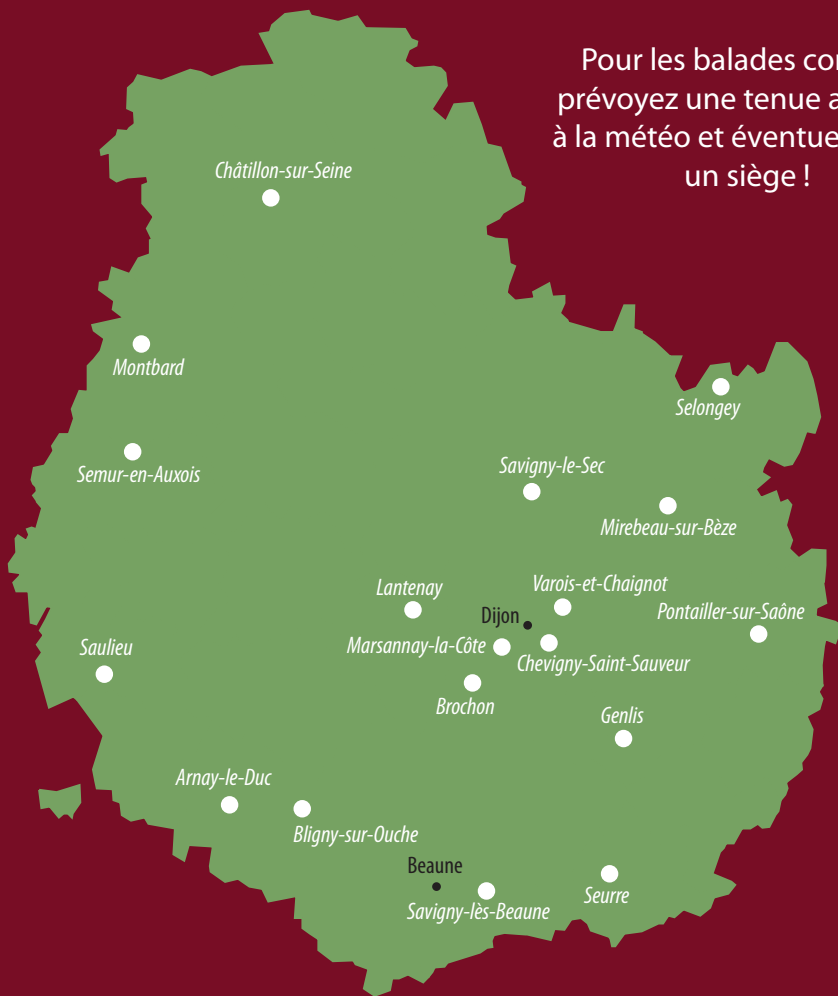 Pour les balades
prévoyez une tenue
à la météo et
un siège !
Châtillon-sur-Seine
Montbard
Selongey
Semur-en-Auxois
Savigny-le-Sec
Mirebeau-sur-Bèze
Lantenay
Varois-et-Chaignot
Pontailler-sur-Saône
Dijon
Saulieu
Marsannay-la-Côte
Chevigny-Saint-Sauveur
Brochon
Genlis
Arnay-le-Duc
Bligny-sur-Ouche
Beaune
Savigny-lès-Beaune
Seurre